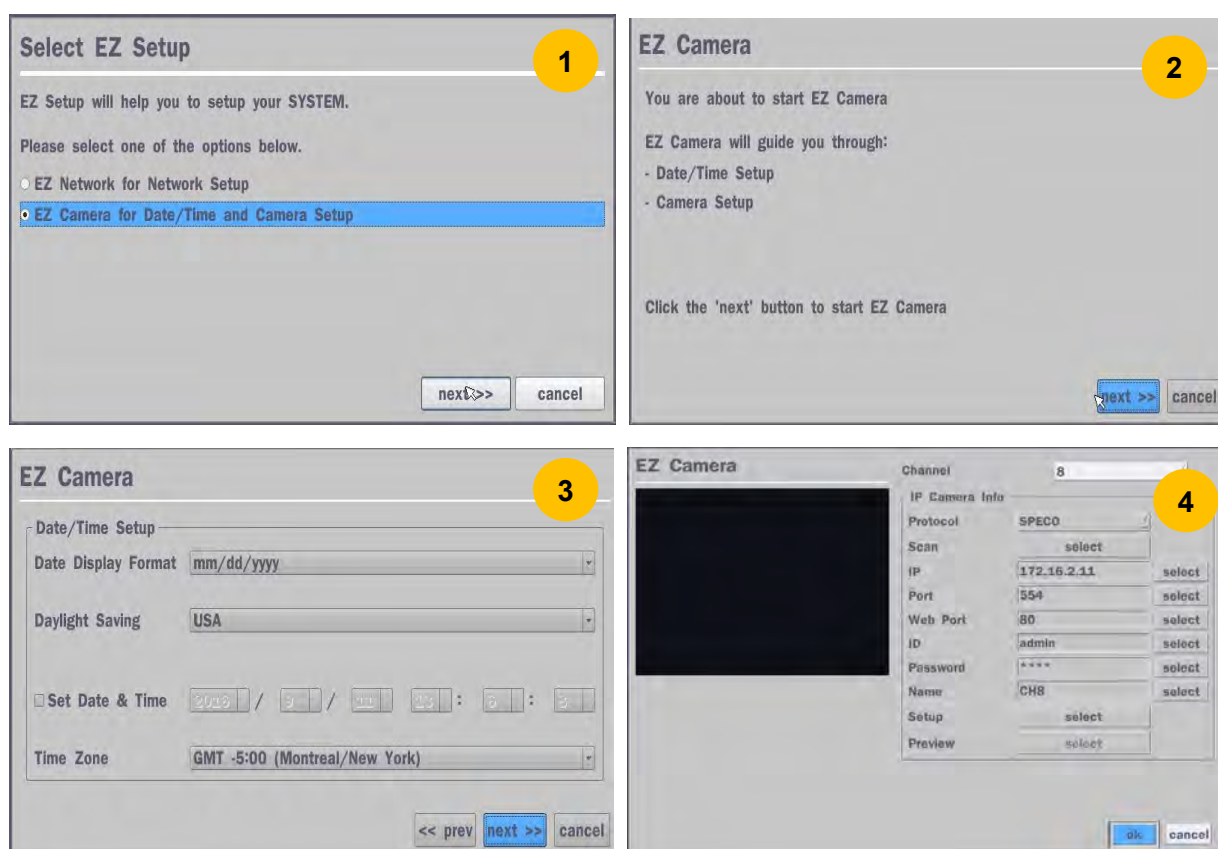 Select EZ Setup
1
EZ Setup will help you to setup your SYSTEM.
Please select one of the options below.
EZ Network for Network Setup
EZ Camera for Date/Time and Camera Setup
next >>
cancel
EZ Camera
2
You are about to start EZ Camera
EZ Camera will guide you through:
- Date/Time Setup
- Camera Setup
Click the 'next' button to start EZ Camera
next >>
cancel
EZ Camera
3
Date/Time Setup
Date Display Format mm/dd/yyyy
Daylight Saving USA
Set Date & Time / / : :
Time Zone GMT -5:00 (Montreal/New York)
<< prev next >> cancel
EZ Camera
4
Channel 8
IP Camera Info
Protocol SPECO
Scan select
IP 172.16.2.11 select
Port 554 select
Web Port 80 select
ID admin select
Password **** select
Name CH8 select
Setup select
Preview select
ok cancel